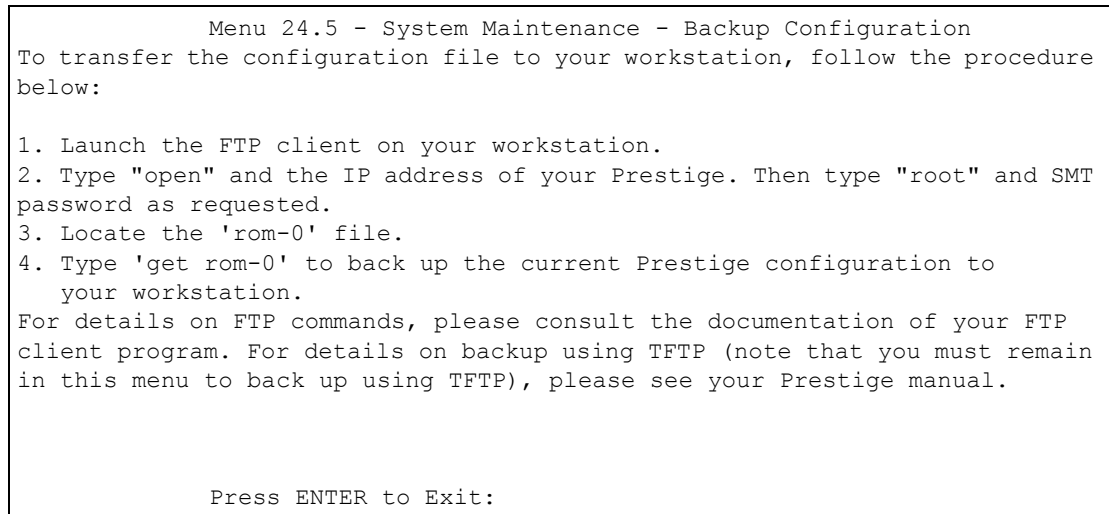 Menu 24.5 - System Maintenance - Backup Configuration
To transfer the configuration file to your workstation, follow the procedure
below:
1. Launch the FTP client on your workstation.
2. Type "open" and the IP address of your Prestige. Then type "root" and SMT
password as requested.
3. Locate the 'rom-0' file.
4. Type 'get rom-0' to back up the current Prestige configuration to
your workstation.
For details on FTP commands, please consult the documentation of your FTP
client program. For details on backup using TFTP (note that you must remain
in this menu to back up using TFTP), please see your Prestige manual.
Press ENTER to Exit: